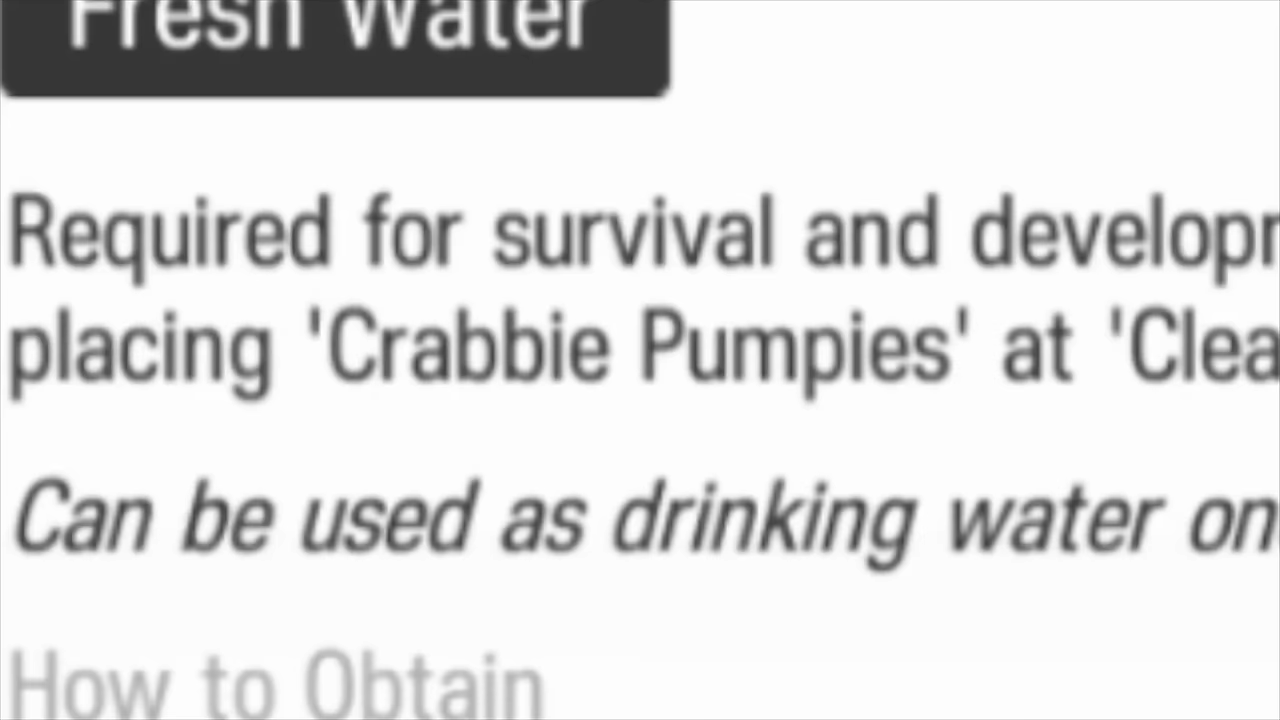 Fresh Water
Required for survival and developm
placing 'Crabbie Pumpies' at 'Clea
Can be used as drinking water on
How to Obtain